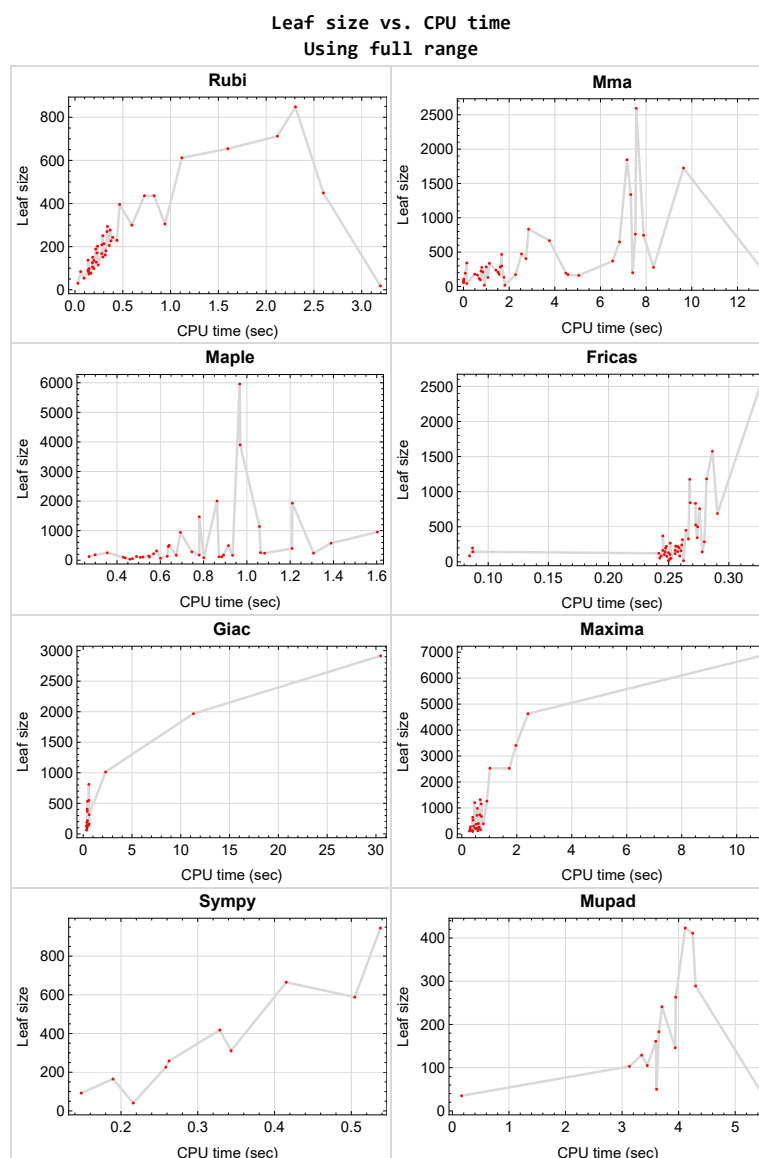 Leaf size vs. CPU time
Using full range
Rubi
Leaf size
800
600
400
200
0
0.0 0.5 1.0 1.5 2.0 2.5 3.0
CPU time (sec)
Mma
Leaf size
2500
2000
1500
1000
500
0
0 2 4 6 8 10 12
CPU time (sec)
Maple
Leaf size
6000
5000
4000
3000
2000
1000
0
0.4 0.6 0.8 1.0 1.2 1.4 1.6
CPU time (sec)
Fricas
Leaf size
2500
2000
1500
1000
500
0
0.10 0.15 0.20 0.25 0.30
CPU time (sec)
Giac
Leaf size
3000
2500
2000
1500
1000
500
0
0 5 10 15 20 25 30
CPU time (sec)
Maxima
Leaf size
7000
6000
5000
4000
3000
2000
1000
0
0 2 4 6 8 10
CPU time (sec)
Sympy
Leaf size
800
600
400
200
0
0.2 0.3 0.4 0.5
CPU time (sec)
Mupad
Leaf size
400
300
200
100
0
0 1 2 3 4 5
CPU time (sec)